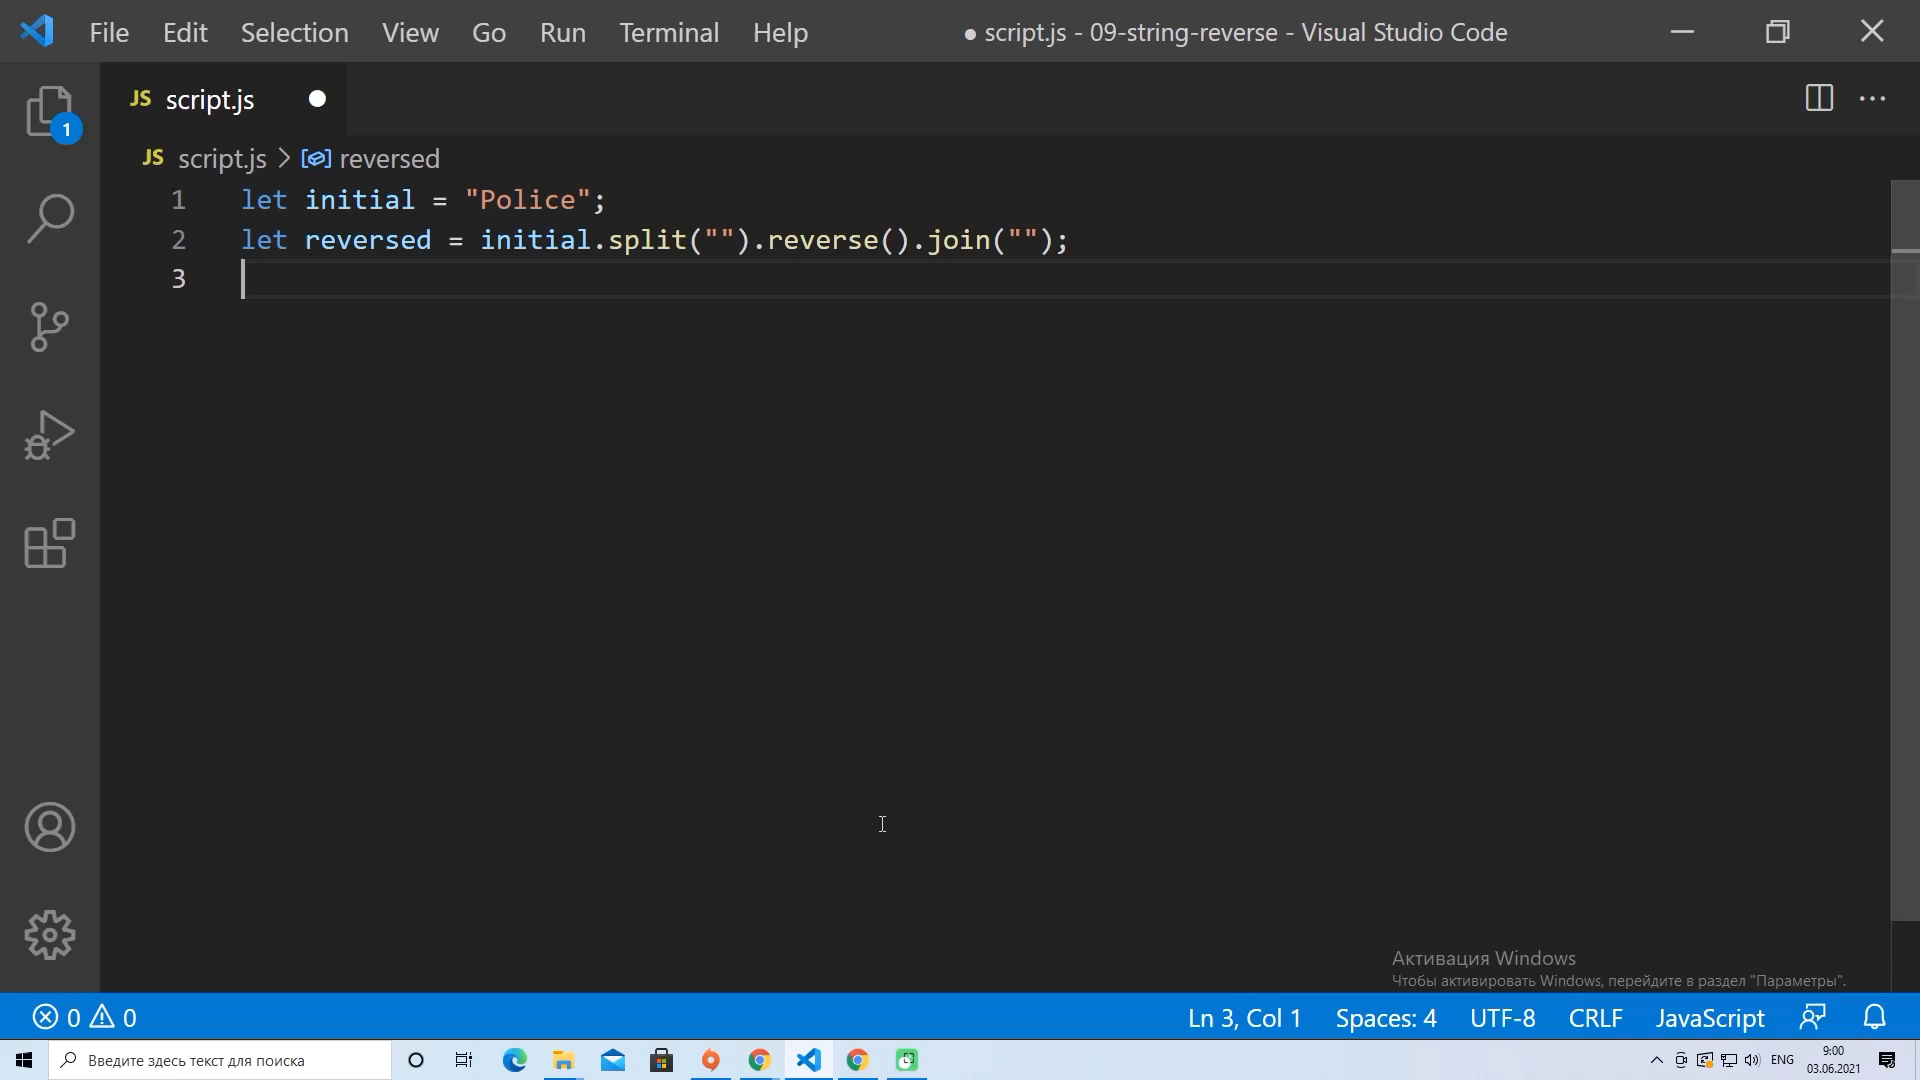 File Edit Selection View Go Run Terminal Help ● script.js - 09-string-reverse - Visual Studio Code
1
JS script.js
JS script.js > reversed
1 let initial = "Police";
2 let reversed = initial.split("").reverse().join("");
3
Активация Windows
Чтобы активировать Windows, перейдите в раздел "Параметры".
0 0 Ln 3, Col 1 Spaces: 4 UTF-8 CRLF JavaScript
Введите здесь текст для поиска ENG 9:00
03.06.2021